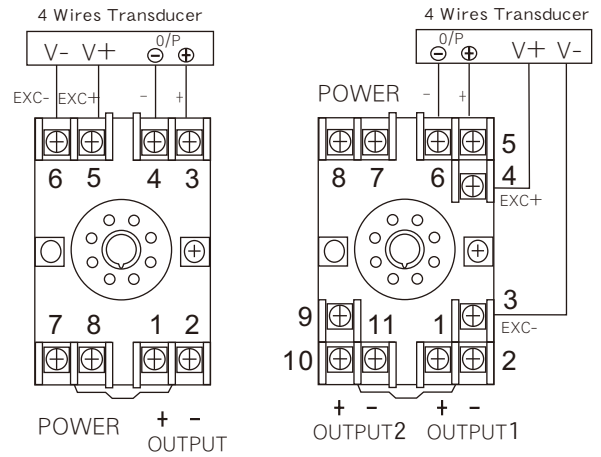 4 Wires Transducer
V- V+ ⊖ O/P ⊕
EXC- EXC+ - +
6 5 4 3
7 8 1 2
POWER + -
OUTPUT
4 Wires Transducer
⊖ O/P ⊕ V+ V-
POWER - +
5
8 7 6 4
EXC+
3
9 11 1
EXC-
10 2
+ - + -
OUTPUT2 OUTPUT1